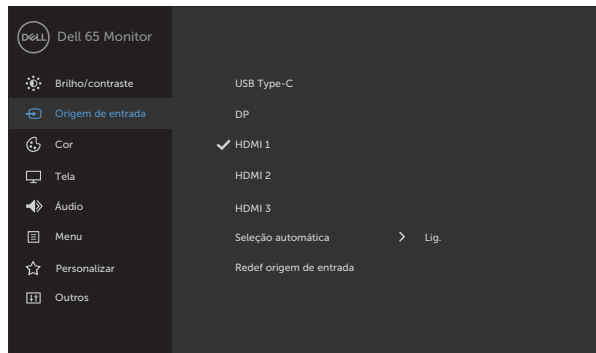 DELL Dell 65 Monitor
Brilho/contraste
Origem de entrada
Cor
Tela
Áudio
Menu
Personalizar
Outros
USB Type-C
DP
HDMI 1
HDMI 2
HDMI 3
Seleção automática > Lig.
Redef origem de entrada